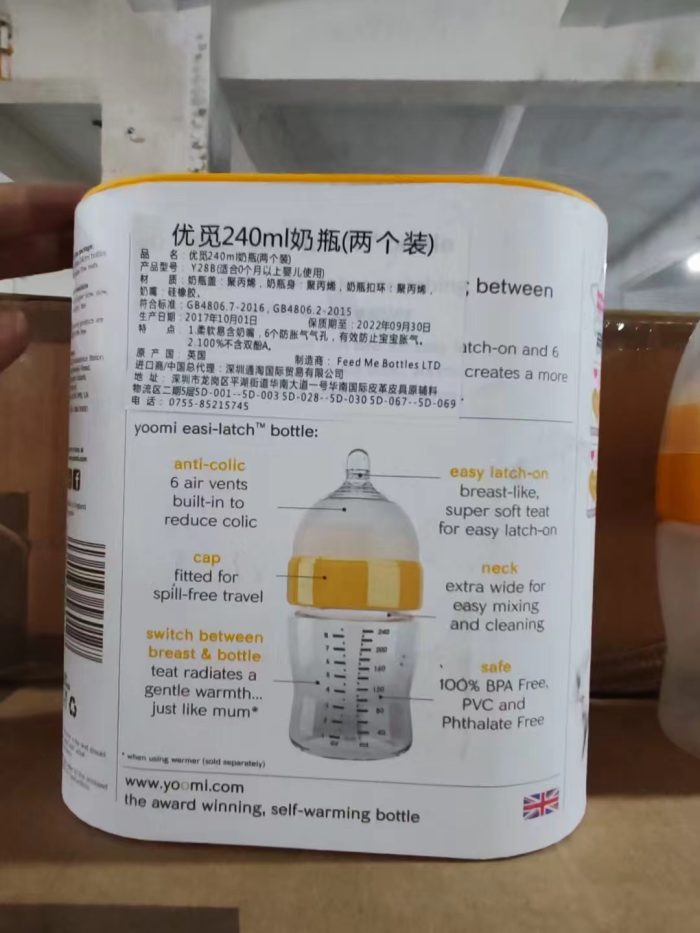 优觅240ml奶瓶(两个装)
品 名:优觅240ml奶瓶(两个装)
产品型号:Y28B(适合0个月以上婴儿使用)
材 质:奶瓶盖:聚丙烯,奶瓶身:聚丙烯,奶瓶扣环:聚丙烯,
奶嘴:硅橡胶。
符合标准:GB4806.7-2016,GB4806.2-2015
生产日期:2017年10月01日 保质期至:2022年09月30日
特 点:1.柔软易含奶嘴,6个防胀气气孔,有效防止宝宝胀气。
2.100%不含双酚A。
原 产 国:英国 制造商:Feed Me Bottles LTD
进口商/中国总代理:深圳通淘国际贸易有限公司
地 址:深圳市龙岗区平湖街道华南大道一号华南国际皮革皮具原辅料
物流区二期5层5D-001--5D-003 5D-028--5D-030 5D-067--5D-069
电 话:0755-85215745
; between
atch-on and 6
creates a more
yoomi easi-latch™ bottle:
anti-colic
6 air vents
built-in to
reduce colic
easy latch-on
breast-like,
super soft teat
for easy latch-on
cap
fitted for
spill-free travel
neck
extra wide for
easy mixing
and cleaning
switch between
breast & bottle
teat radiates a
gentle warmth...
just like mum*
safe
100% BPA Free,
PVC and
Phthalate Free
* when using warmer (sold separately)
www.yoomi.com
the award winning, self-warming bottle